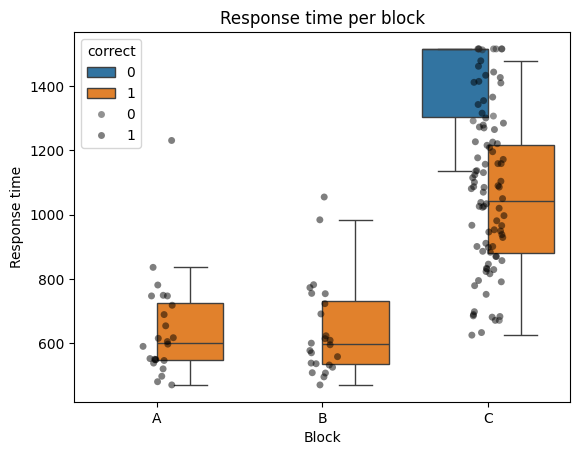 Response time per block
correct
0
1
0
1
1400
1200
1000
800
600
Response time
A
B
C
Block